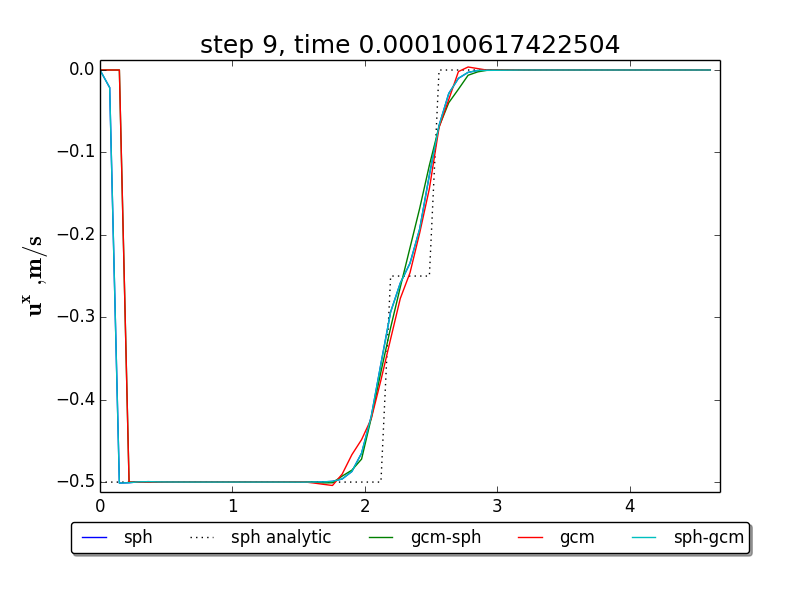 step 9, time 0.000100617422504
0.0
−0.1
−0.2
−0.3
−0.4
−0.5
u^x ,m/s
0 1 2 3 4
sph sph analytic gcm-sph gcm sph-gcm